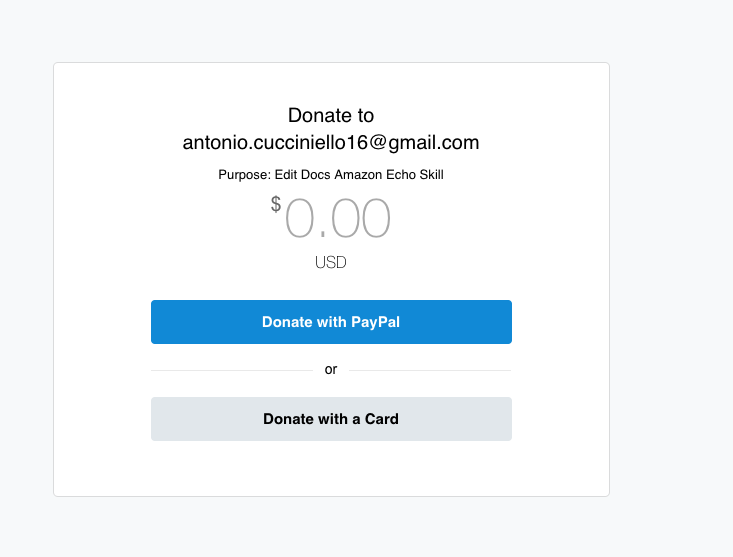 Donate to
antonio.cucciniello16@gmail.com
Purpose: Edit Docs Amazon Echo Skill
$0.00
USD
Donate with PayPal
or
Donate with a Card